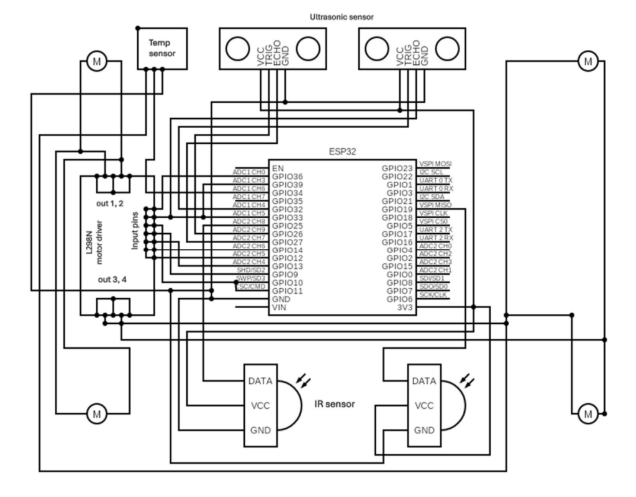 Ultrasonic sensor
Temp
sensor
VCC
TRIG
ECHO
GND
VCC
TRIG
ECHO
GND
M
M
ESP32
EN
ADC1 CH0 GPIO36
ADC1 CH3 GPIO39
ADC1 CH6 GPIO34
ADC1 CH7 GPIO35
ADC1 CH4 GPIO32
ADC1 CH5 GPIO33
ADC2 CH8 GPIO25
ADC2 CH9 GPIO26
ADC2 CH7 GPIO27
ADC2 CH6 GPIO14
ADC2 CH5 GPIO12
ADC2 CH4 GPIO13
SHD/SD2 GPIO9
SWP/SD3 GPIO10
SC/CMD GPIO11
GND
VIN
GPIO23 VSPI MOSI
GPIO22 I2C SCL
GPIO1 UART 0 TX
GPIO3 UART 0 RX
GPIO21 I2C SDA
GPIO19 VSPI MISO
GPIO18 VSPI CLK
GPIO5 VSPI CS0
GPIO17 UART 2 TX
GPIO16 UART 2 RX
GPIO4 ADC2 CH0
GPIO2 ADC2 CH2
GPIO15 ADC2 CH3
GPIO0 ADC2 CH1
GPIO8 SDI/SD1
GPIO7 SDO/SD0
GPIO6 SCK/CLK
3V3
out 1, 2
L298N
motor driver
Input pins
out 3, 4
DATA
VCC
GND
IR sensor
DATA
VCC
GND
M
M